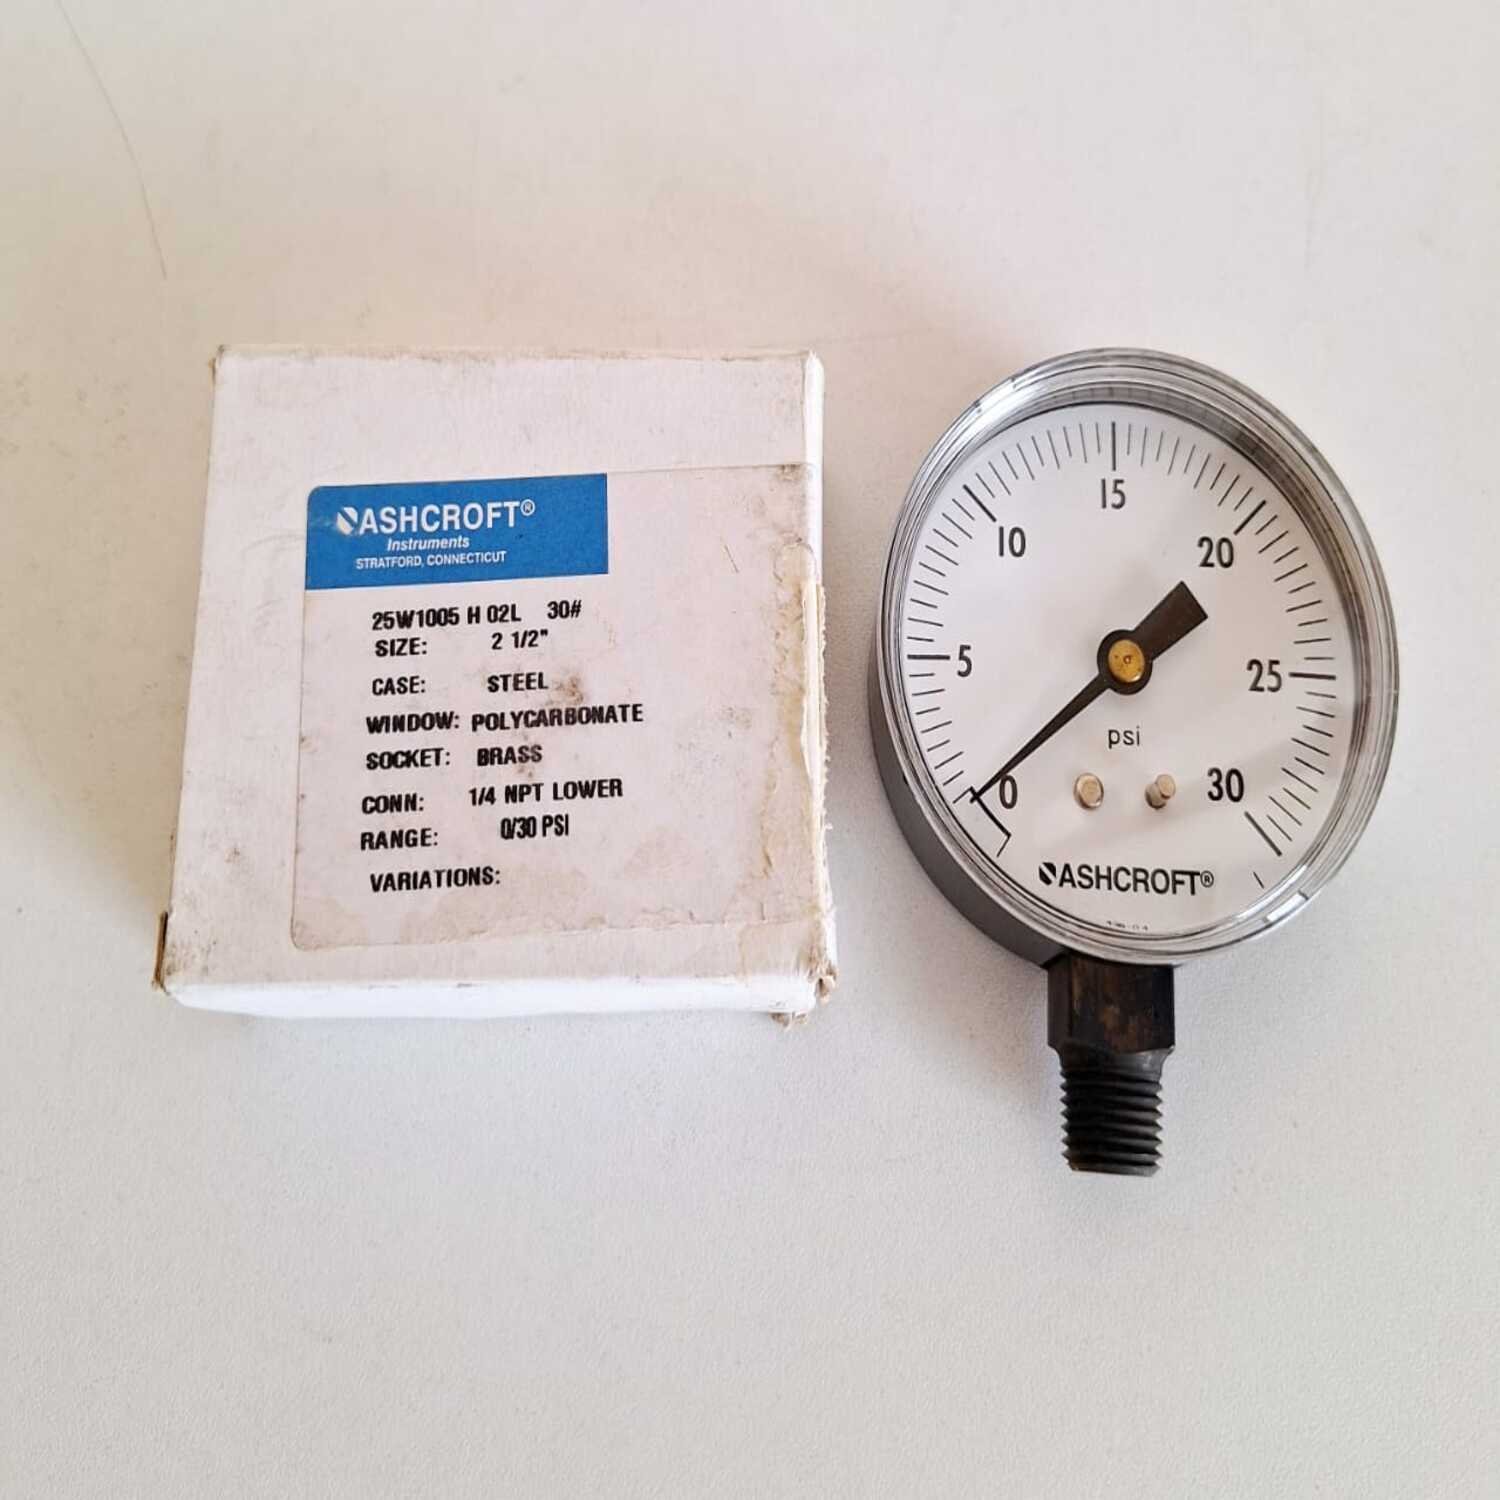 ASHCROFT®
Instruments
STRATFORD, CONNECTICUT
25W1005 H 02L 30#
SIZE: 2 1/2"
CASE: STEEL
WINDOW: POLYCARBONATE
SOCKET: BRASS
CONN: 1/4 NPT LOWER
RANGE: 0/30 PSI
VARIATIONS:
15
10
20
5
25
psi
0
30
ASHCROFT®